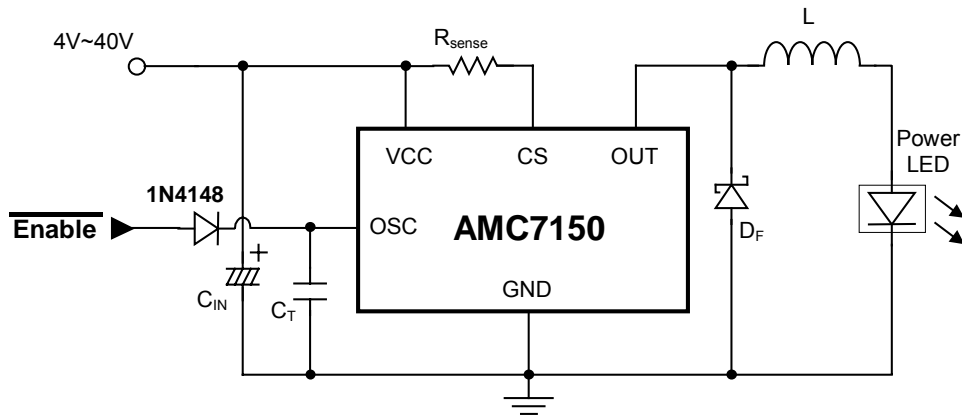 L
4V~40V
Rsense
VCC
CS
OUT
Power
LED
1N4148
Enable
OSC
AMC7150
DF
+
CIN
CT
GND